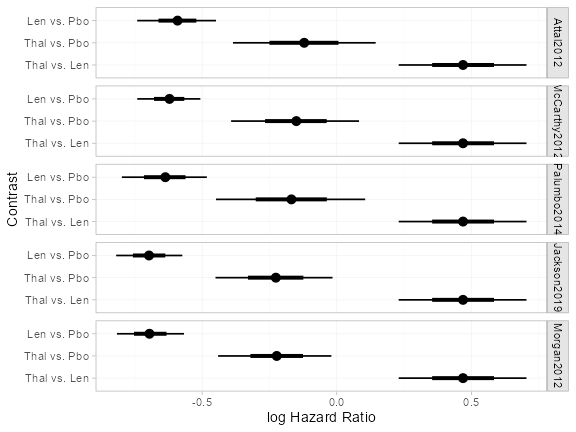 Len vs. Pbo
Thal vs. Pbo
Thal vs. Len
Attal2012
Len vs. Pbo
Thal vs. Pbo
Thal vs. Len
McCarthy2012
Len vs. Pbo
Thal vs. Pbo
Thal vs. Len
Palumbo2014
Len vs. Pbo
Thal vs. Pbo
Thal vs. Len
Jackson2019
Len vs. Pbo
Thal vs. Pbo
Thal vs. Len
Morgan2012
Contrast
-0.5 0.0 0.5
log Hazard Ratio